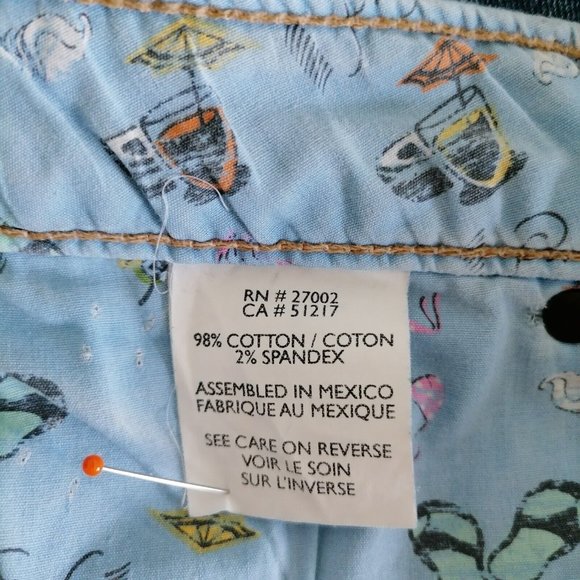 RN # 27002
CA # 51217
98% COTTON / COTON
2% SPANDEX
ASSEMBLED IN MEXICO
FABRIQUE AU MEXIQUE
SEE CARE ON REVERSE
VOIR LE SOIN
SUR L'INVERSE